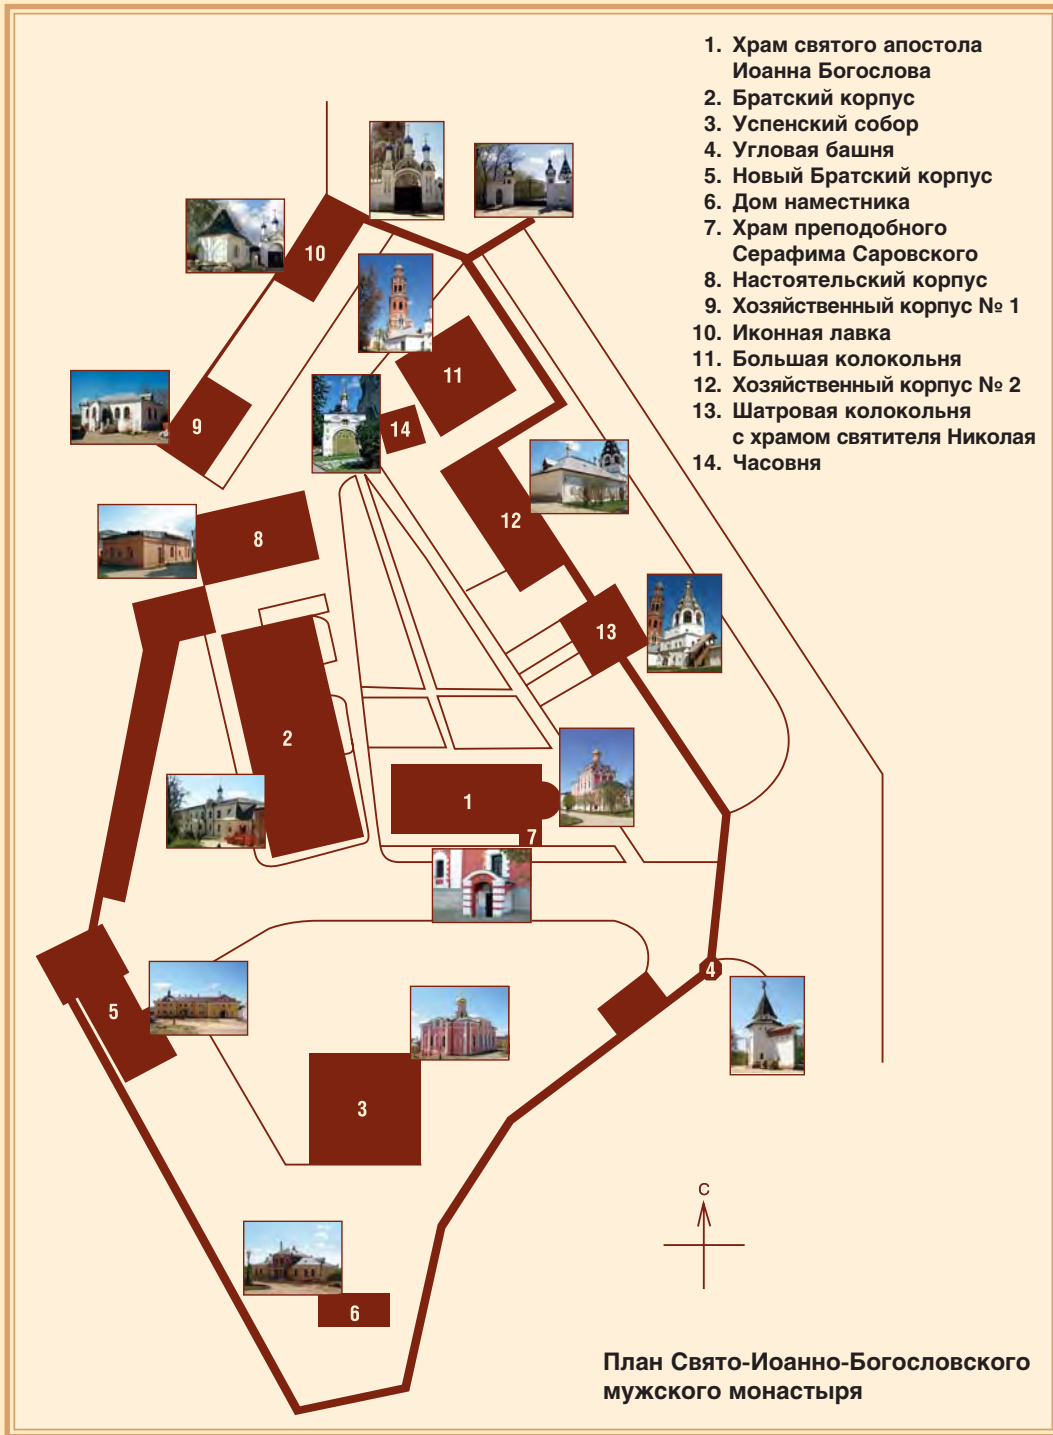 1. Храм святого апостола
Иоанна Богослова
2. Братский корпус
3. Успенский собор
4. Угловая башня
5. Новый Братский корпус
6. Дом наместника
7. Храм преподобного
Серафима Саровского
8. Настоятельский корпус
9. Хозяйственный корпус № 1
10. Иконная лавка
11. Большая колокольня
12. Хозяйственный корпус № 2
13. Шатровая колокольня
с храмом святителя Николая
14. Часовня
10
11
9
14
12
8
13
2
1
7
4
5
3
С
6
План Свято-Иоанно-Богословского
мужского монастыря